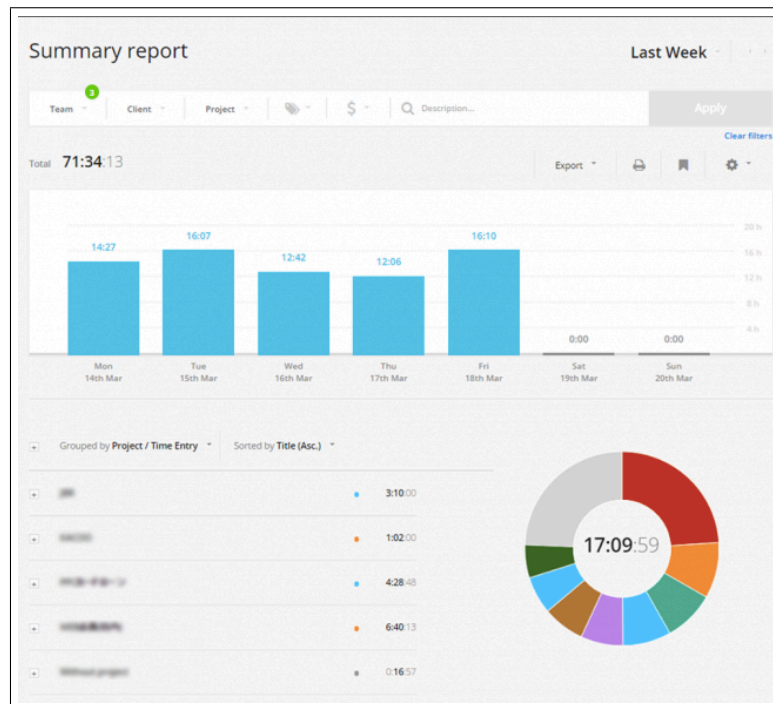 Summary report
Last Week
3
Team Client Project $ Description... Apply
Clear filters
Total 71:34:13
Export
20 h
16 h
12 h
8 h
4 h
14:27 16:07 12:42 12:06 16:10 0:00 0:00
Mon Tue Wed Thu Fri Sat Sun
14th Mar 15th Mar 16th Mar 17th Mar 18th Mar 19th Mar 20th Mar
Grouped by Project / Time Entry Sorted by Title (Asc.)
3:10:00
1:02:00
4:28:48
6:40:13
Without project 0:16:57
17:09:59